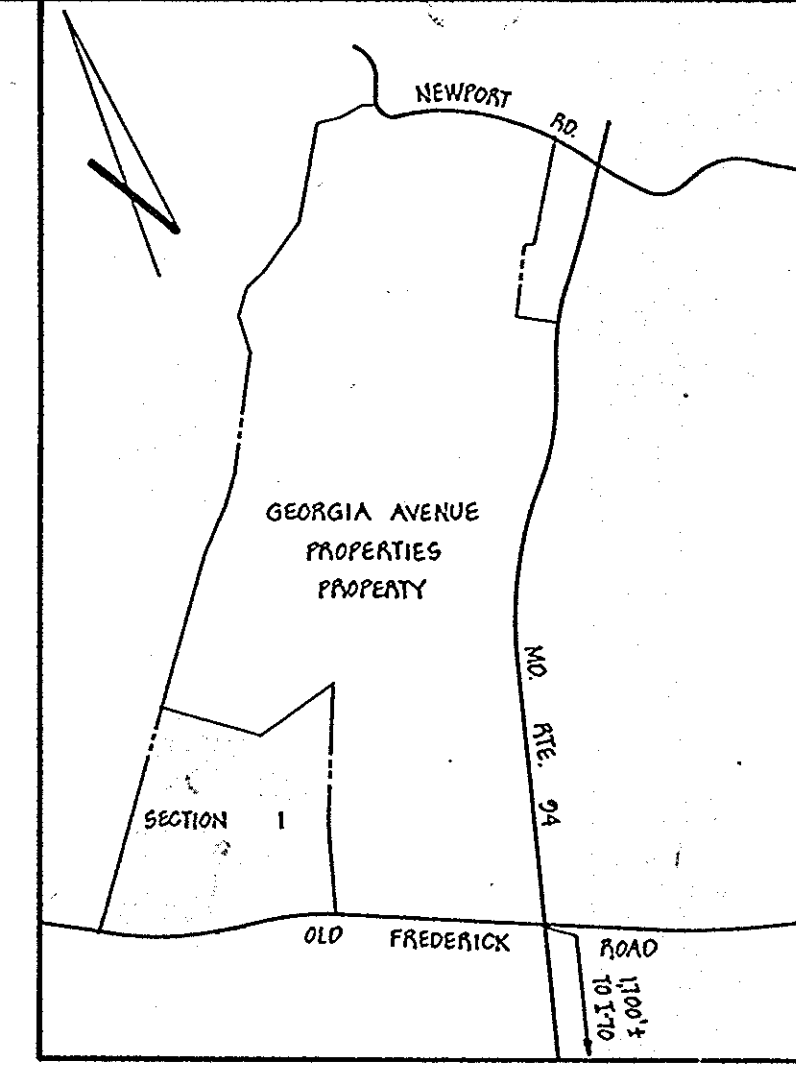 NEWPORT RD.
GEORGIA AVENUE
PROPERTIES
PROPERTY
MD. RTE. 94
SECTION 1
OLD FREDERICK ROAD
1,700'±
TO I-70